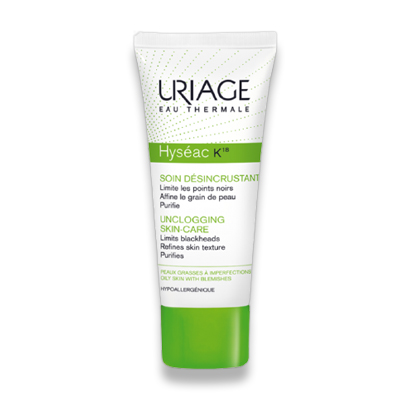 URIAGE
EAU THERMALE
Hyséac K¹⁸
SOIN DÉSINCRUSTANT
Limite les points noirs
Affine le grain de peau
Purifie
UNCLOGGING
SKIN-CARE
Limits blackheads
Refines skin texture
Purifies
PEAUX GRASSES À IMPERFECTIONS
OILY SKIN WITH BLEMISHES
HYPOALLERGÉNIQUE